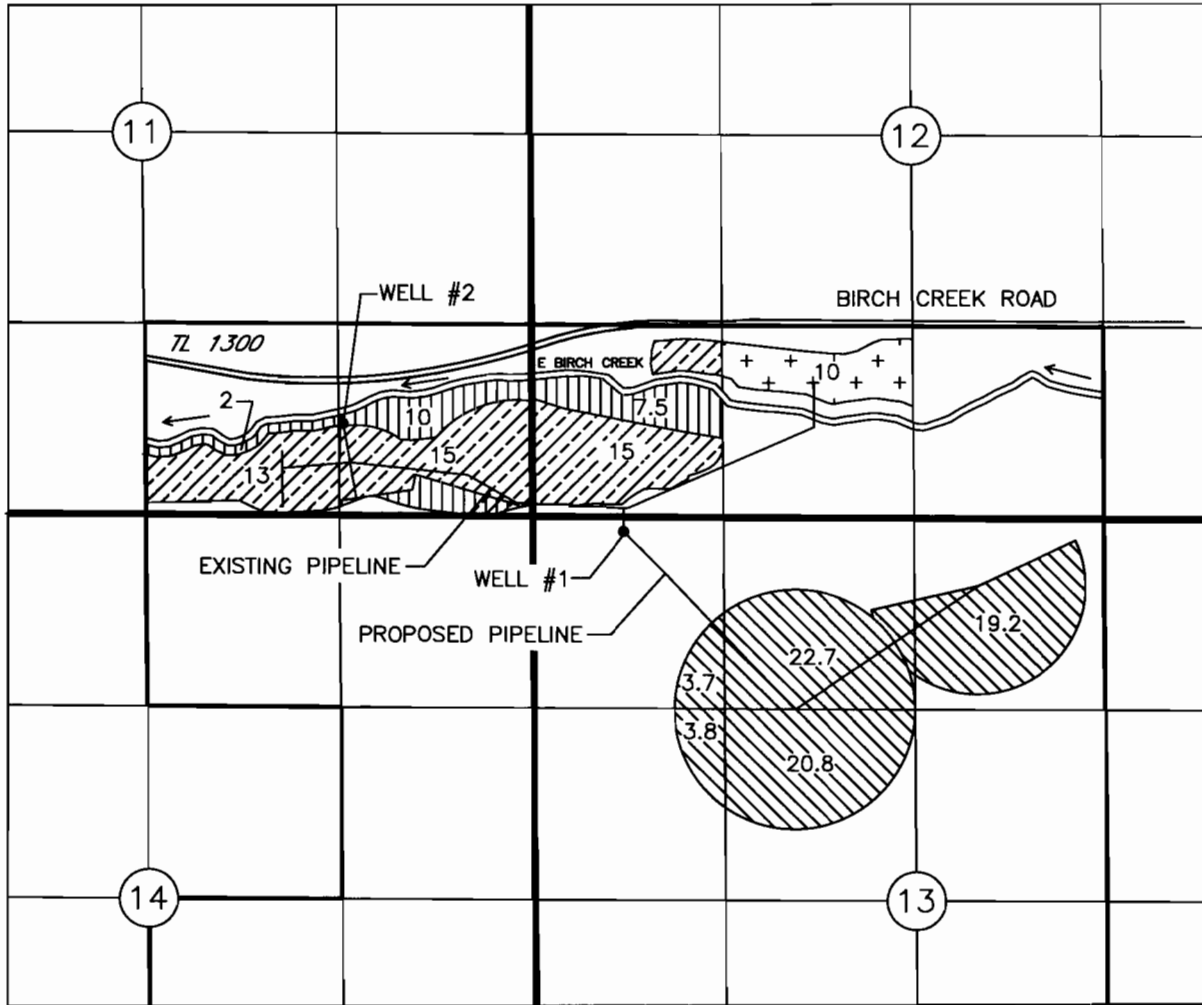 11
12
WELL #2
BIRCH CREEK ROAD
TL 1300
E BIRCH CREEK
10
2
10
7.5
13
15
15
EXISTING PIPELINE
WELL #1
PROPOSED PIPELINE
19.2
22.7
3.7
3.8
20.8
14
13